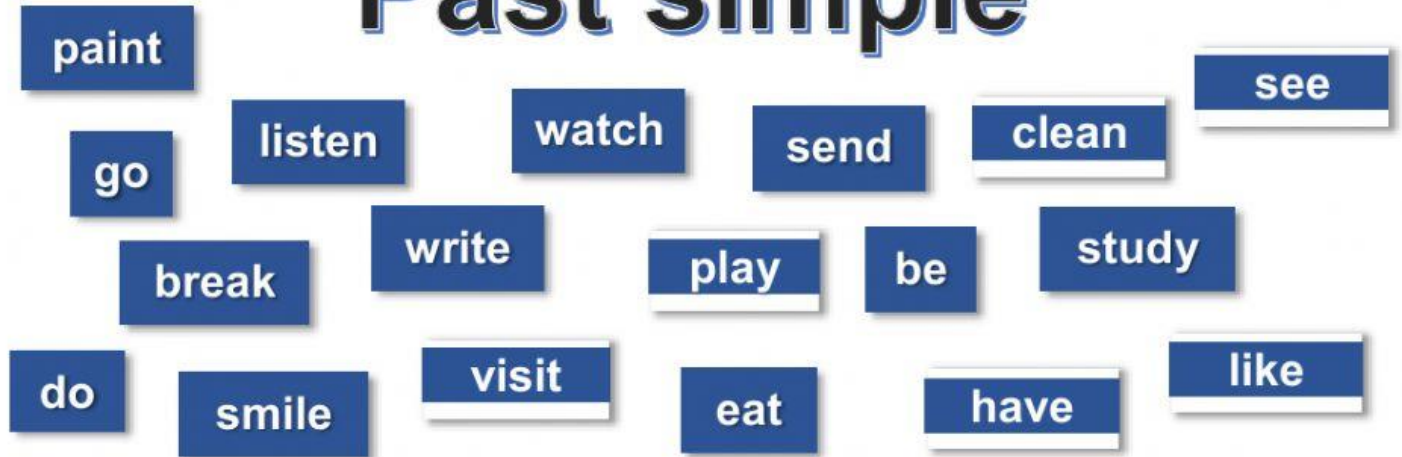 Past simple
paint
see
listen
watch
send
clean
go
write
play
be
study
break
do
smile
visit
eat
have
like